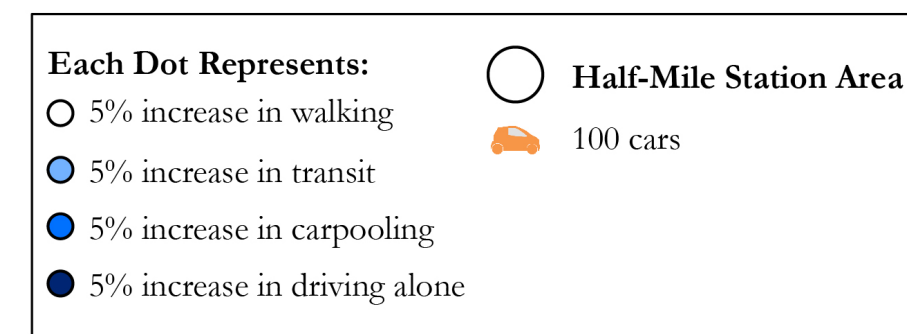 Each Dot Represents:
5% increase in walking
5% increase in transit
5% increase in carpooling
5% increase in driving alone
Half-Mile Station Area
100 cars